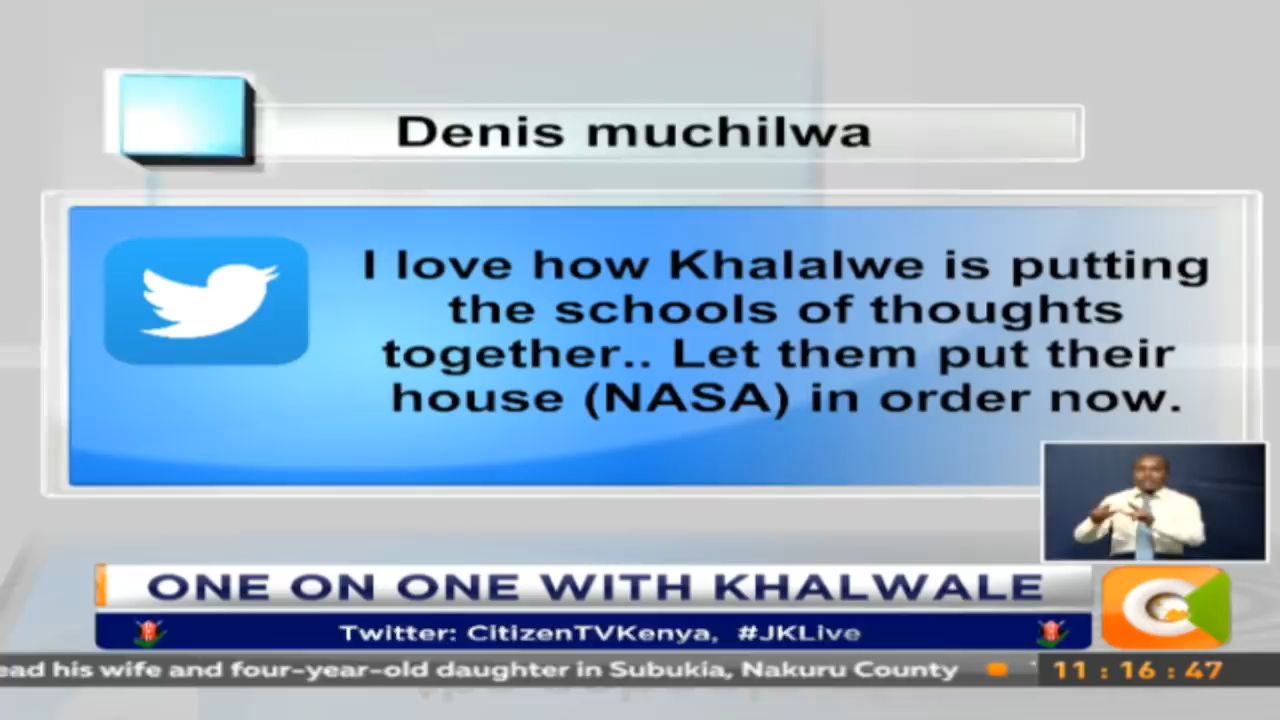 Denis muchilwa
I love how Khalalwe is putting
the schools of thoughts
together.. Let them put their
house (NASA) in order now.
ONE ON ONE WITH KHALWALE
Twitter: CitizenTVKenya, #JKLive
his wife and four-year-old daughter in Subukia, Nakuru County
11:16:47